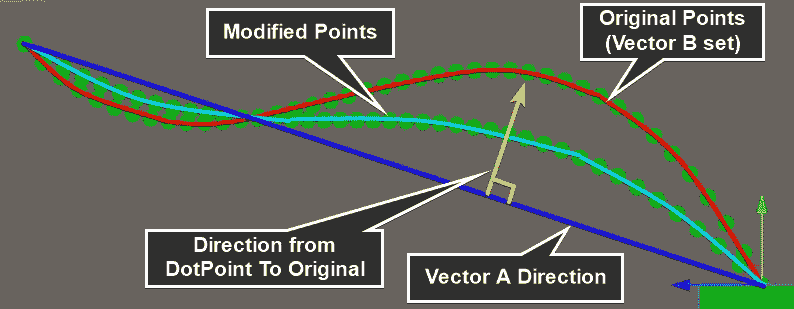 Modified Points
Original Points
(Vector B set)
Direction from
DotPoint To Original
Vector A Direction